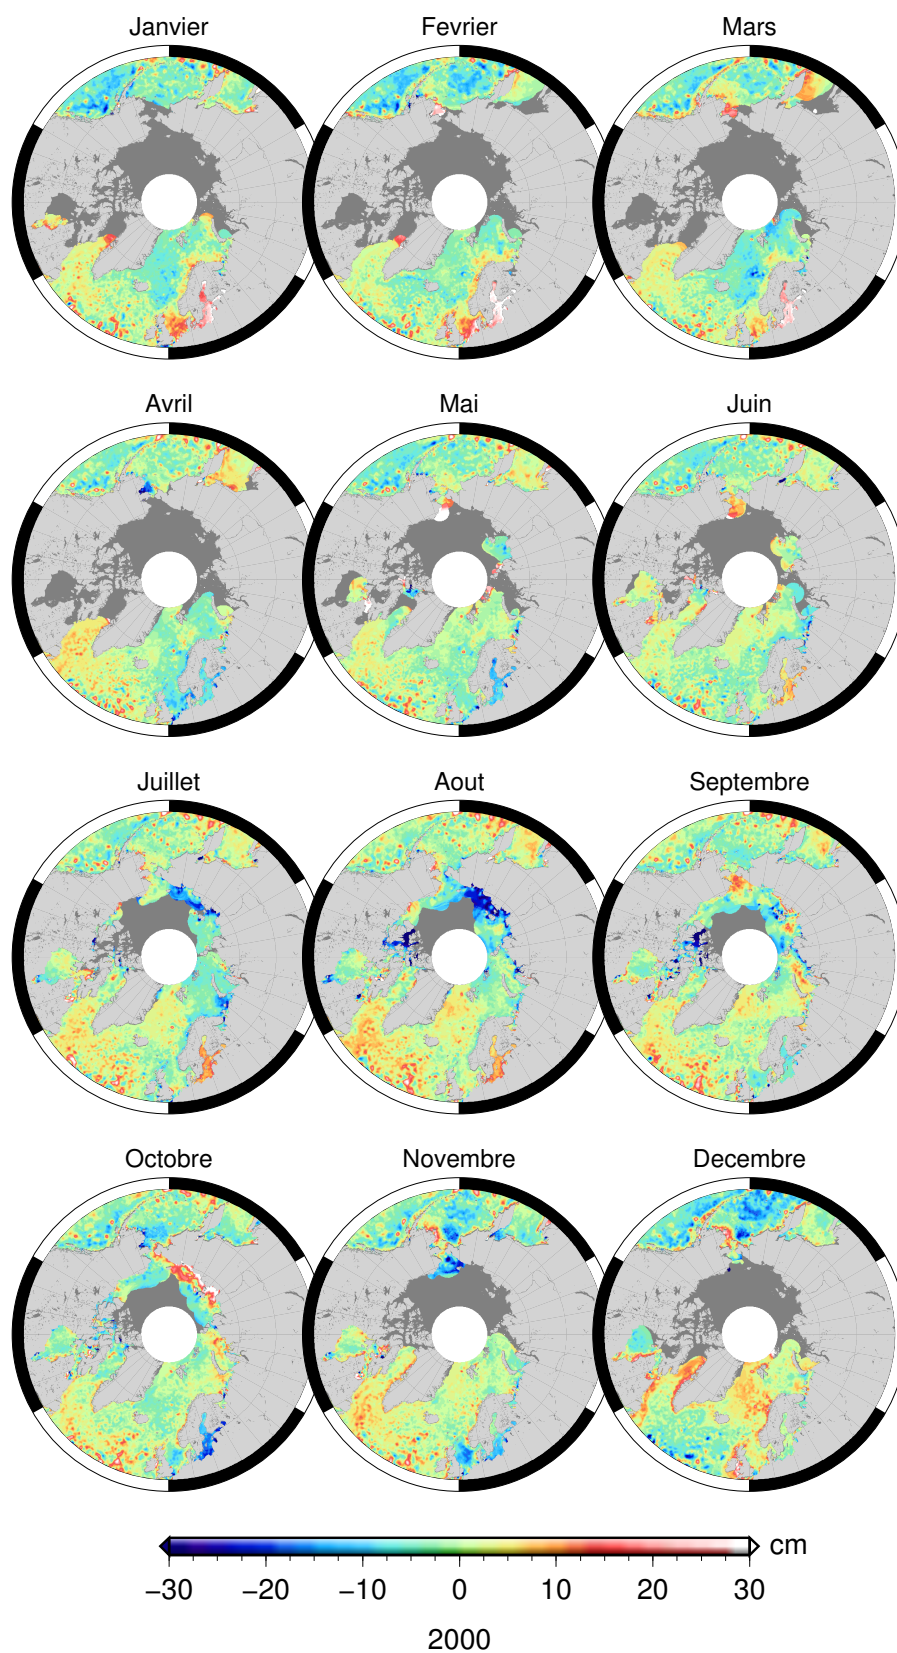 Janvier Fevrier Mars
Avril Mai Juin
Juillet Aout Septembre
Octobre Novembre Decembre
cm
−30 −20 −10 0 10 20 30
2000